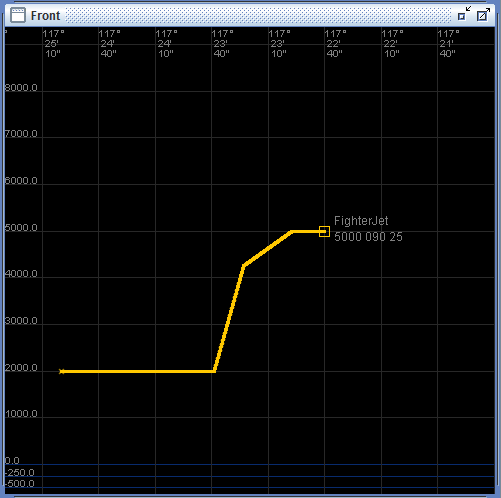 Front
° 117° 117° 117° 117° 117° 117° 117° 117°
25' 24' 24' 23' 23' 22' 22' 21'
10" 40" 10" 40" 10" 40" 10" 40"
8000.0
7000.0
6000.0
FighterJet
5000.0
5000 090 25
4000.0
3000.0
2000.0
1000.0
0.0
-250.0
-500.0